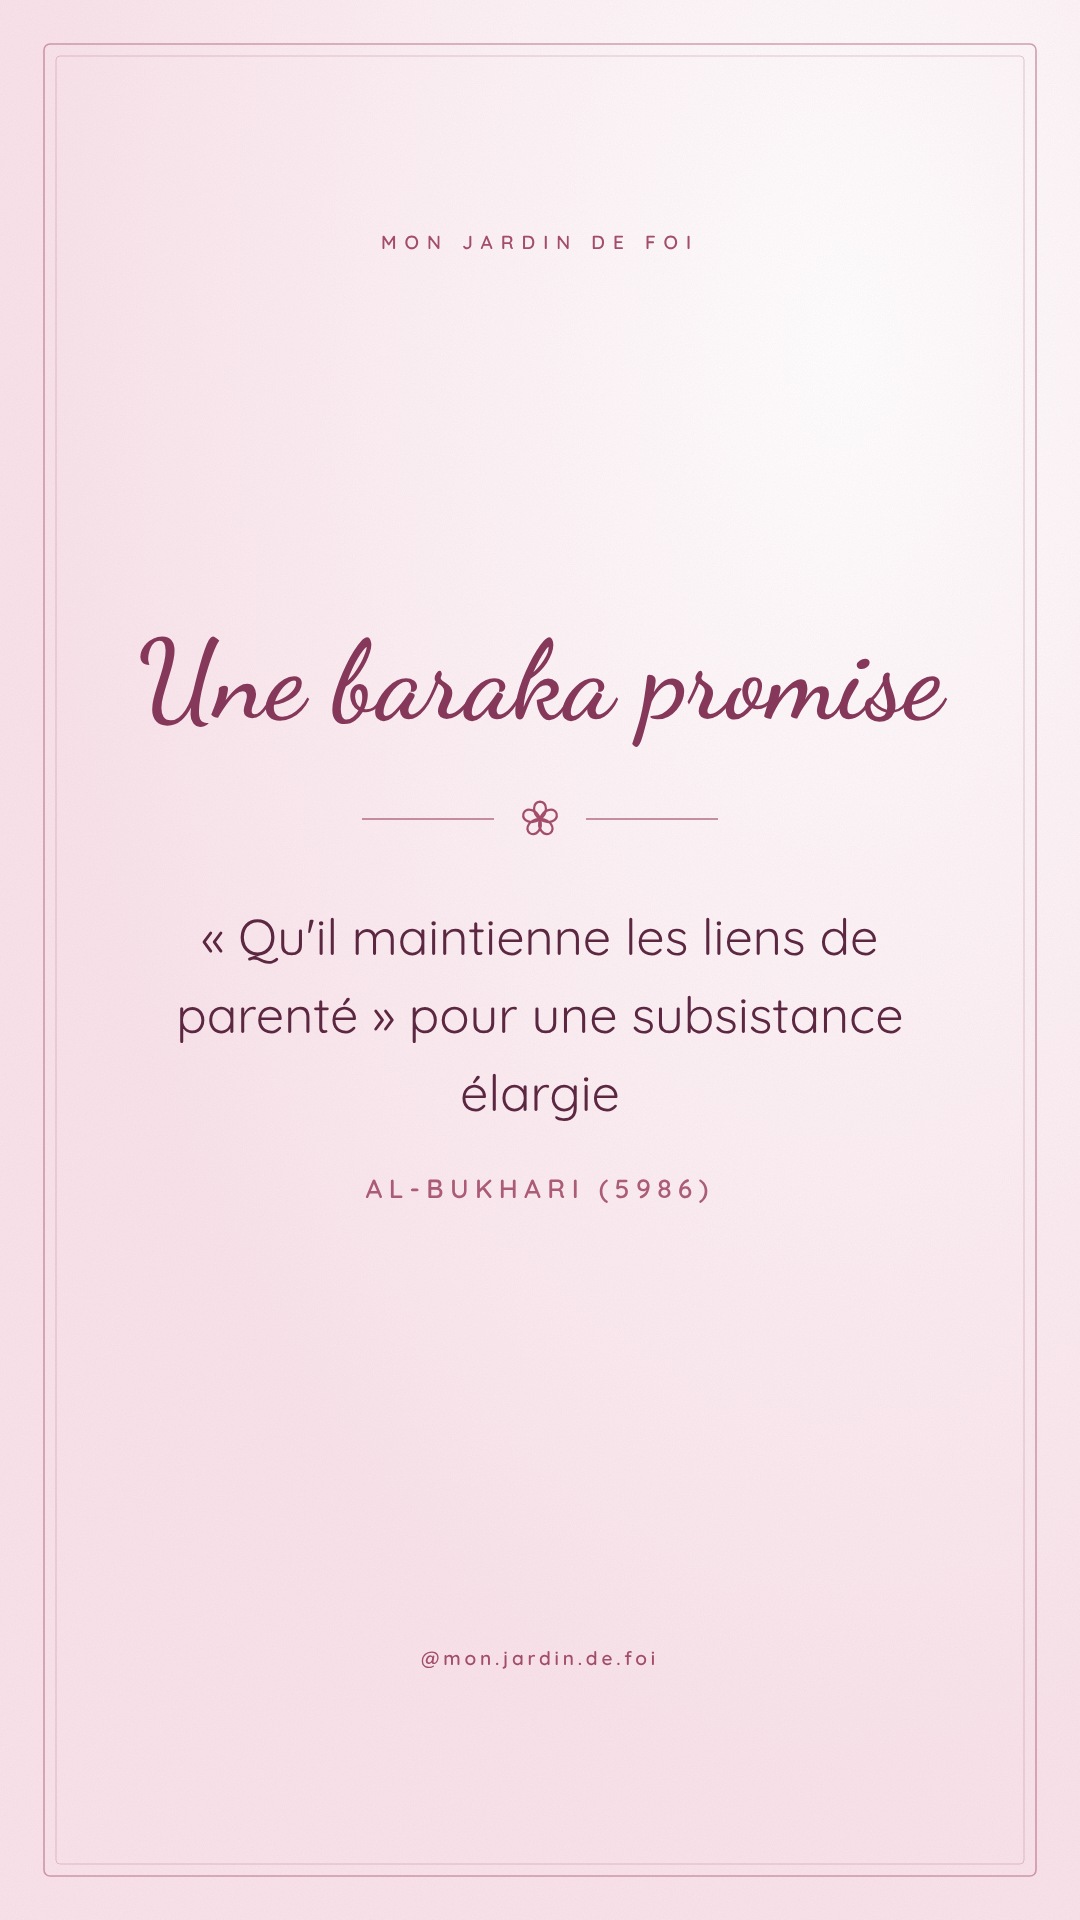 MON JARDIN DE FOI
Une baraka promise
« Qu'il maintienne les liens de
parenté » pour une subsistance
élargie
AL-BUKHARI (5986)
@mon.jardin.de.foi